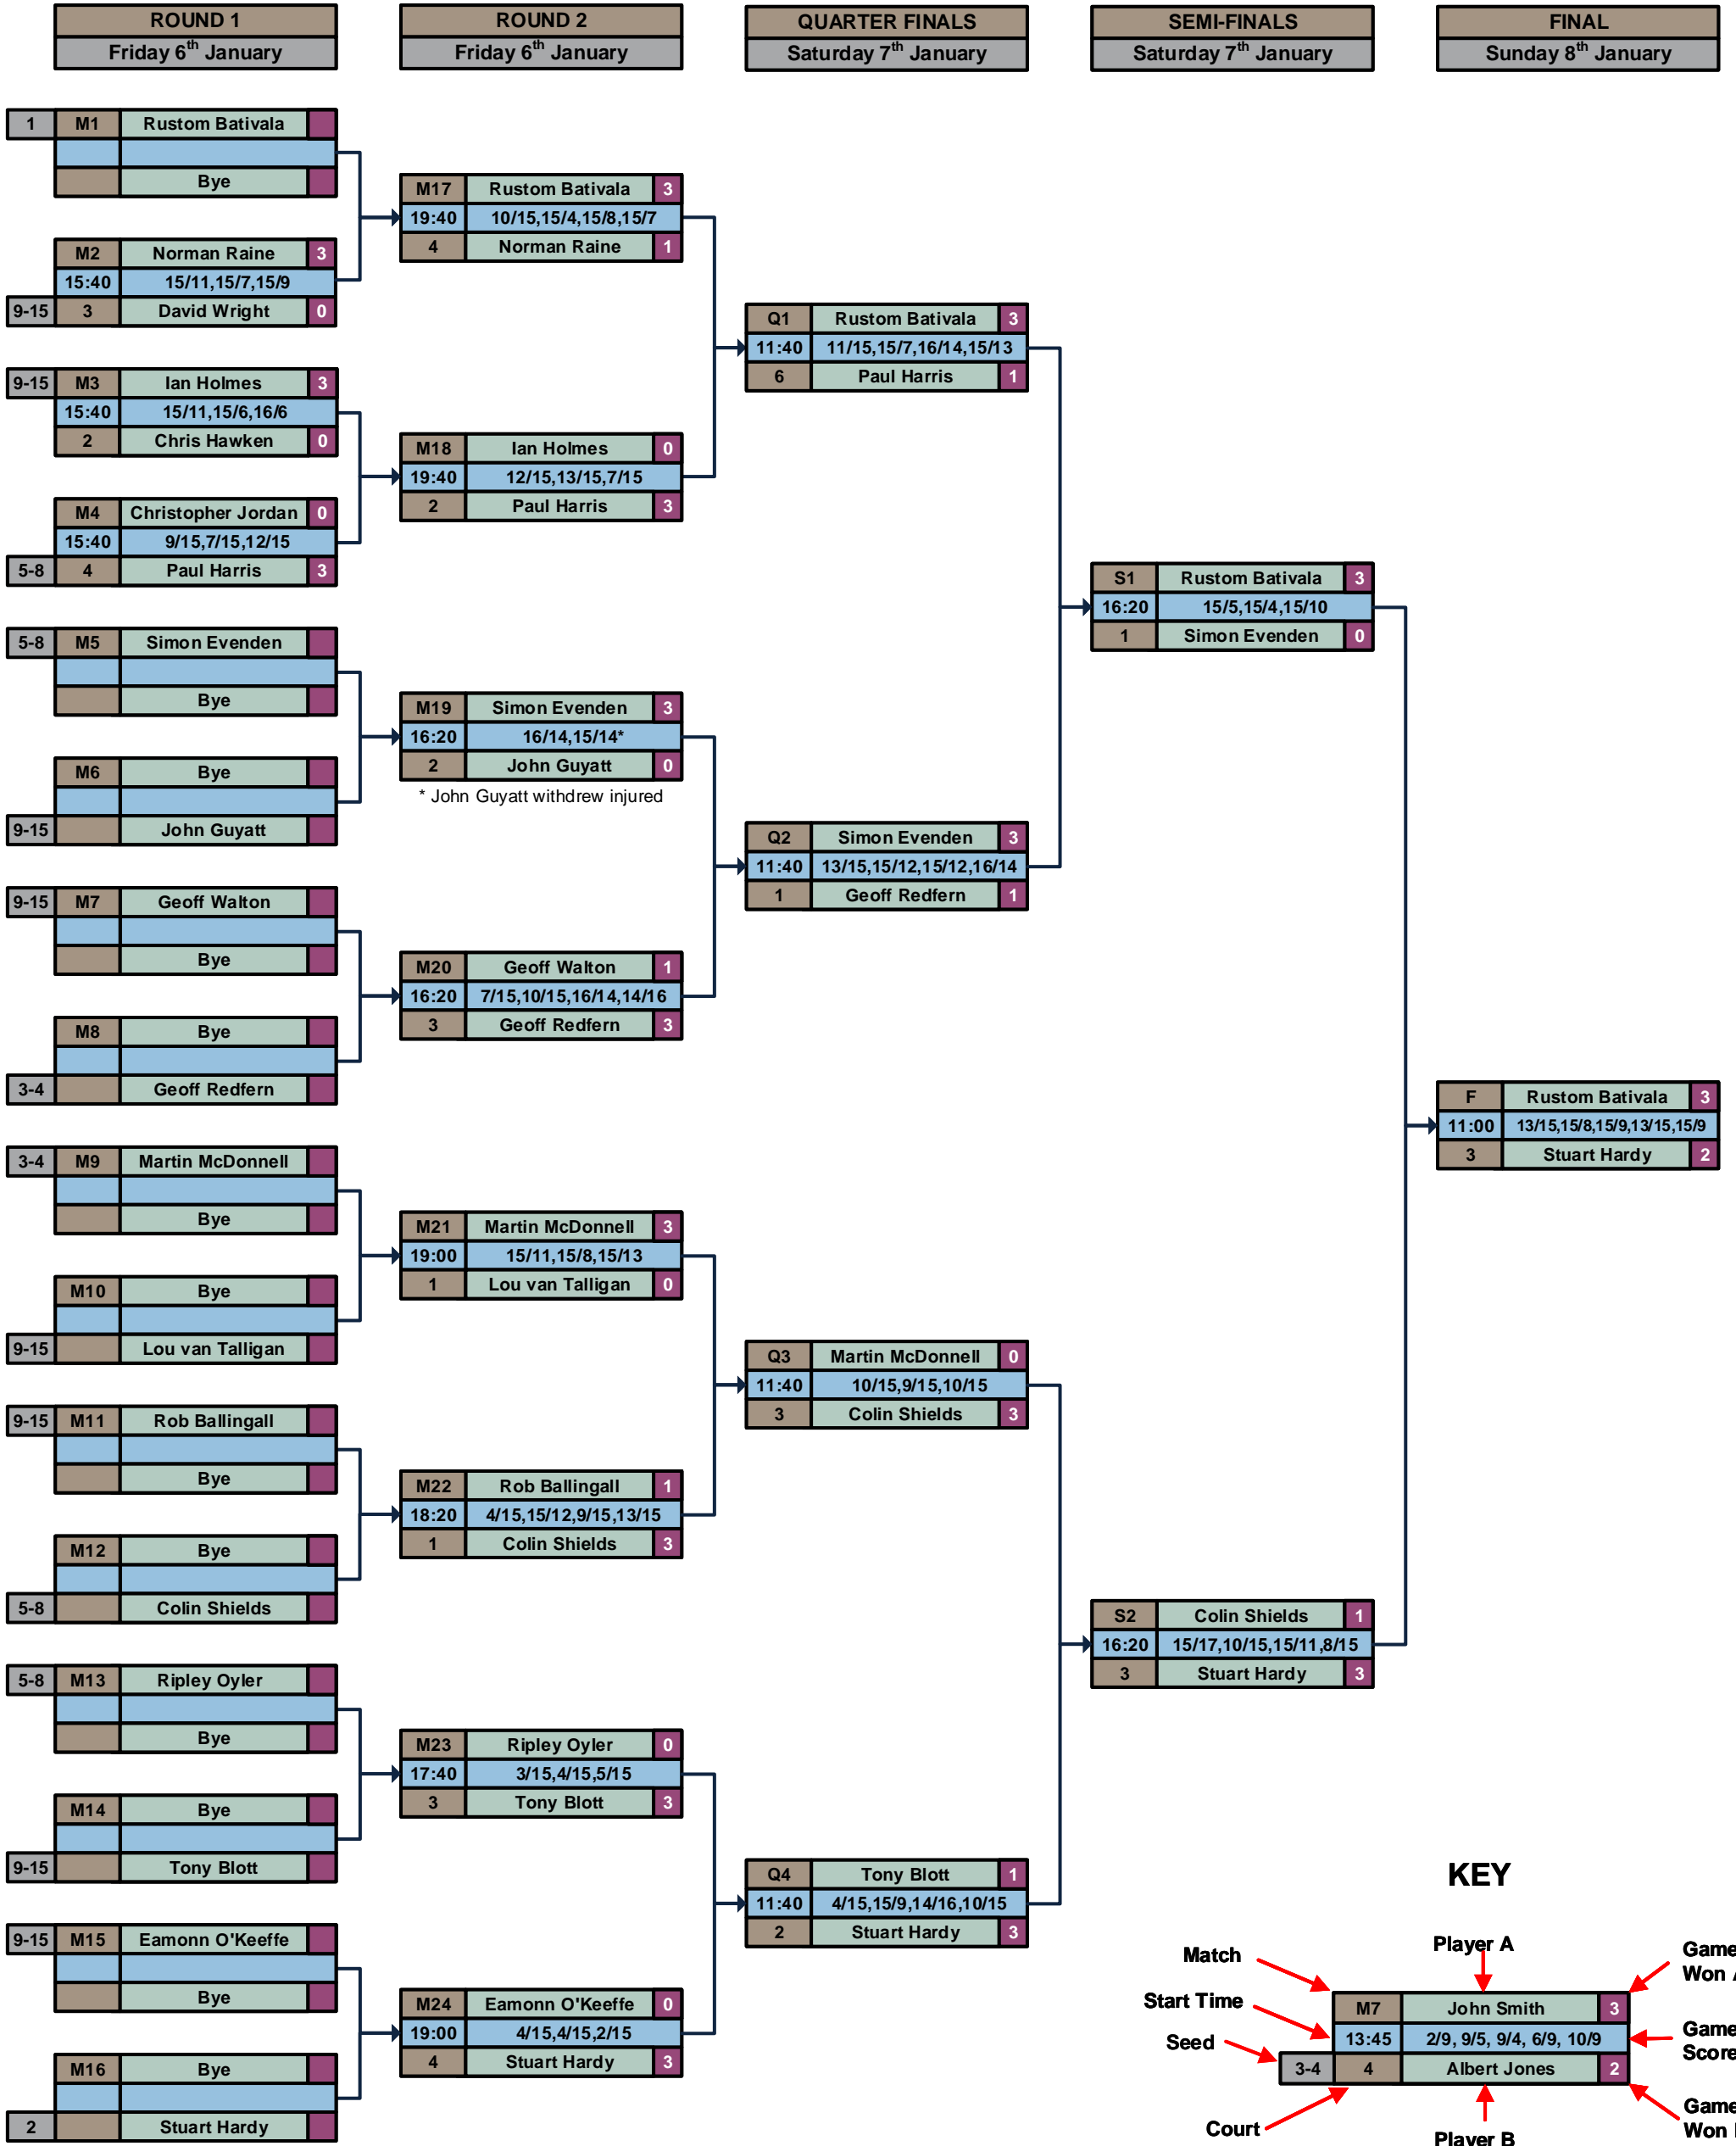 ROUND 1
Friday 6th January
ROUND 2
Friday 6th January
QUARTER FINALS
Saturday 7th January
SEMI-FINALS
Saturday 7th January
FINAL
Sunday 8th January
1 M1 Rustom Bativala
Bye
M2 Norman Raine 3
15:40 15/11,15/7,15/9
9-15 3 David Wright 0
9-15 M3 Ian Holmes 3
15:40 15/11,15/6,16/6
2 Chris Hawken 0
M4 Christopher Jordan 0
15:40 9/15,7/15,12/15
5-8 4 Paul Harris 3
5-8 M5 Simon Evenden
Bye
M6 Bye
9-15 John Guyatt
9-15 M7 Geoff Walton
Bye
M8 Bye
3-4 Geoff Redfern
3-4 M9 Martin McDonnell
Bye
M10 Bye
9-15 Lou van Talligan
9-15 M11 Rob Ballingall
Bye
M12 Bye
5-8 Colin Shields
5-8 M13 Ripley Oyler
Bye
M14 Bye
9-15 Tony Blott
9-15 M15 Eamonn O'Keeffe
Bye
M16 Bye
2 Stuart Hardy
M17 Rustom Bativala 3
19:40 10/15,15/4,15/8,15/7
4 Norman Raine 1
M18 Ian Holmes 0
19:40 12/15,13/15,7/15
2 Paul Harris 3
M19 Simon Evenden 3
16:20 16/14,15/14*
2 John Guyatt 0
* John Guyatt withdrew injured
M20 Geoff Walton 1
16:20 7/15,10/15,16/14,14/16
3 Geoff Redfern 3
M21 Martin McDonnell 3
19:00 15/11,15/8,15/13
1 Lou van Talligan 0
M22 Rob Ballingall 1
18:20 4/15,15/12,9/15,13/15
1 Colin Shields 3
M23 Ripley Oyler 0
17:40 3/15,4/15,5/15
3 Tony Blott 3
M24 Eamonn O'Keeffe 0
19:00 4/15,4/15,2/15
4 Stuart Hardy 3
Q1 Rustom Bativala 3
11:40 11/15,15/7,16/14,15/13
6 Paul Harris 1
Q2 Simon Evenden 3
11:40 13/15,15/12,15/12,16/14
1 Geoff Redfern 1
Q3 Martin McDonnell 0
11:40 10/15,9/15,10/15
3 Colin Shields 3
Q4 Tony Blott 1
11:40 4/15,15/9,14/16,10/15
2 Stuart Hardy 3
S1 Rustom Bativala 3
16:20 15/5,15/4,15/10
1 Simon Evenden 0
S2 Colin Shields 1
16:20 15/17,10/15,15/11,8/15
3 Stuart Hardy 3
F Rustom Bativala 3
11:00 13/15,15/8,15/9,13/15,15/9
3 Stuart Hardy 2
KEY
Match
Player A
Game
Won
Start Time
M7 John Smith 3
Seed
13:45 2/9, 9/5, 9/4, 6/9, 10/9
Game
Score
3-4 4 Albert Jones 2
Court
Player B
Game
Won